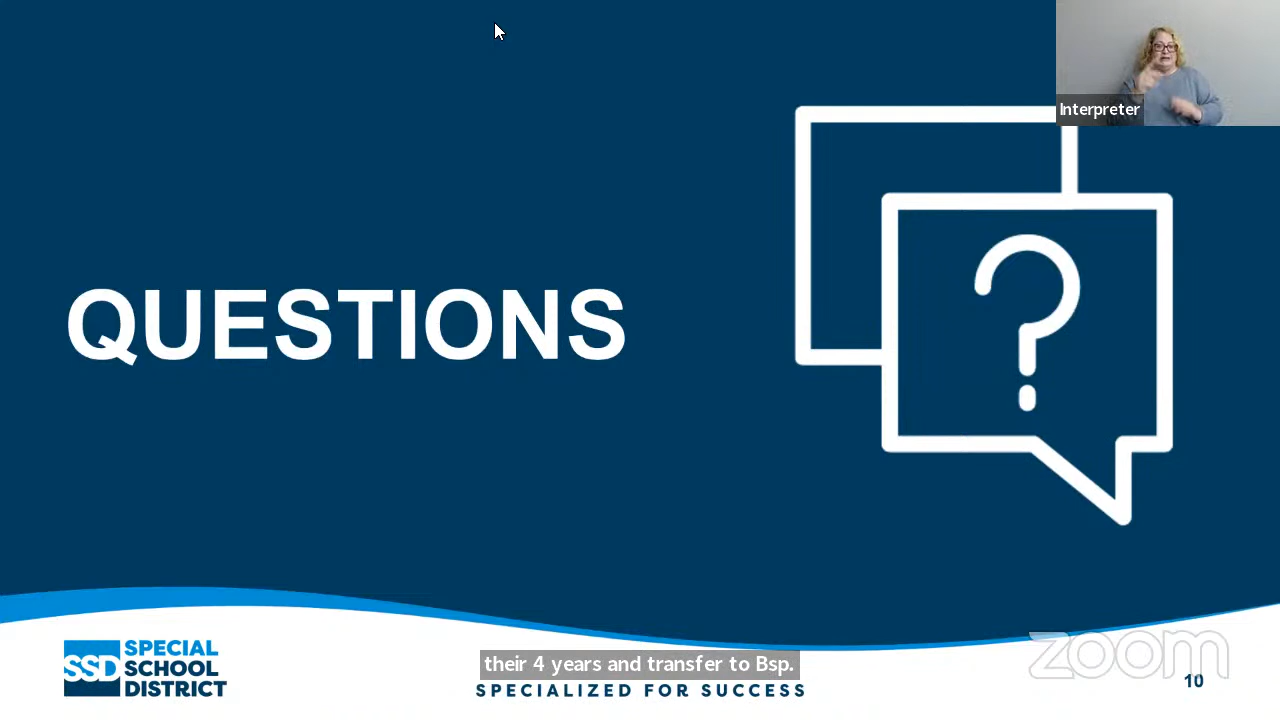 Interpreter
?
QUESTIONS
SSD SPECIAL
SCHOOL
DISTRICT
their 4 years and transfer to Bsp.
SPECIALIZED FOR SUCCESS
zoom
10